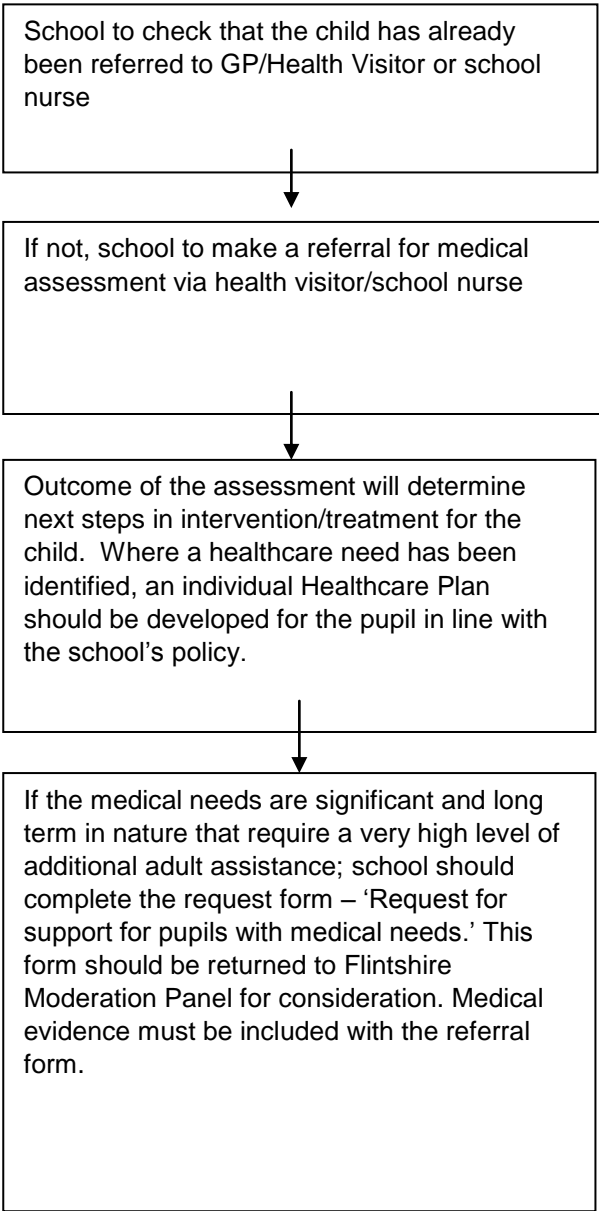 School to check that the child has already
been referred to GP/Health Visitor or school
nurse
If not, school to make a referral for medical
assessment via health visitor/school nurse
Outcome of the assessment will determine
next steps in intervention/treatment for the
child.  Where a healthcare need has been
identified, an individual Healthcare Plan
should be developed for the pupil in line with
the school’s policy.
If the medical needs are significant and long
term in nature that require a very high level of
additional adult assistance; school should
complete the request form – ‘Request for
support for pupils with medical needs.’ This
form should be returned to Flintshire
Moderation Panel for consideration. Medical
evidence must be included with the referral
form.